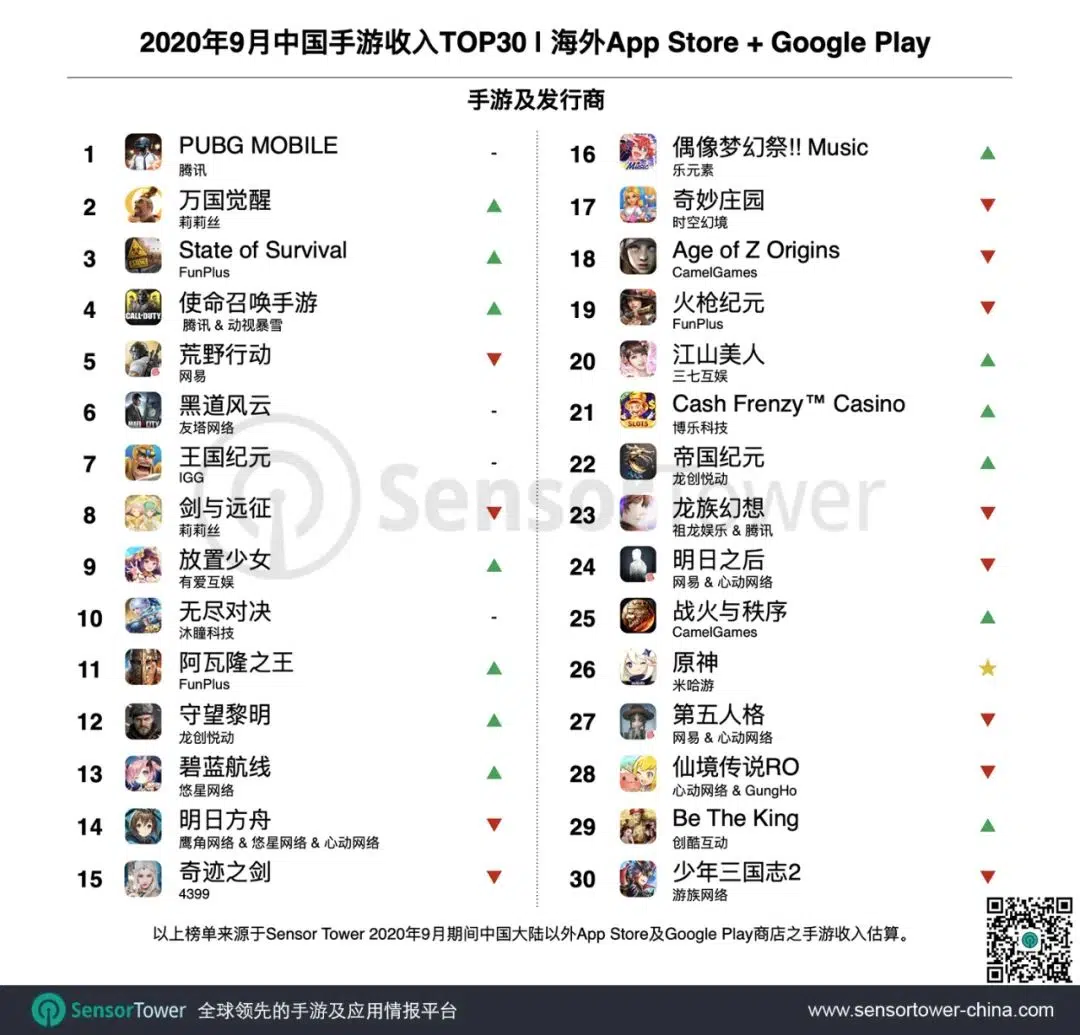 2020年9月中国手游收入TOP30 | 海外App Store + Google Play
手游及发行商
1 PUBG MOBILE -
腾讯
2 万国觉醒 ▲
莉莉丝
3 State of Survival ▲
FunPlus
4 使命召唤手游 ▲
腾讯 & 动视暴雪
CALL·DUTY
5 荒野行动 ▼
网易
6 黑道风云 -
友塔网络
MAFIA CITY
7 王国纪元 -
IGG
8 剑与远征 ▼
莉莉丝
9 放置少女 ▲
有爱互娱
10 无尽对决 -
沐瞳科技
11 阿瓦隆之王 ▲
FunPlus
12 守望黎明 ▲
龙创悦动
13 碧蓝航线 ▲
悠星网络
14 明日方舟 ▼
鹰角网络 & 悠星网络 & 心动网络
15 奇迹之剑 ▼
4399
16 偶像梦幻祭!! Music ▲
乐元素
Music
17 奇妙庄园 ▼
时空幻境
18 Age of Z Origins ▼
CamelGames
19 火枪纪元 ▼
FunPlus
20 江山美人 ▲
三七互娱
21 Cash Frenzy™ Casino ▲
博乐科技
SLOTS
22 帝国纪元 ▲
龙创悦动
23 龙族幻想 ▼
祖龙娱乐 & 腾讯
24 明日之后 ▼
网易 & 心动网络
25 战火与秩序 ▲
CamelGames
26 原神 ★
米哈游
27 第五人格 ▼
网易 & 心动网络
28 仙境传说RO ▼
心动网络 & GungHo
29 Be The King ▲
创酷互动
30 少年三国志2 ▼
游族网络
SensorTower
以上榜单来源于Sensor Tower 2020年9月期间中国大陆以外App Store及Google Play商店之手游收入估算。
SensorTower 全球领先的手游及应用情报平台
www.sensortower-china.com